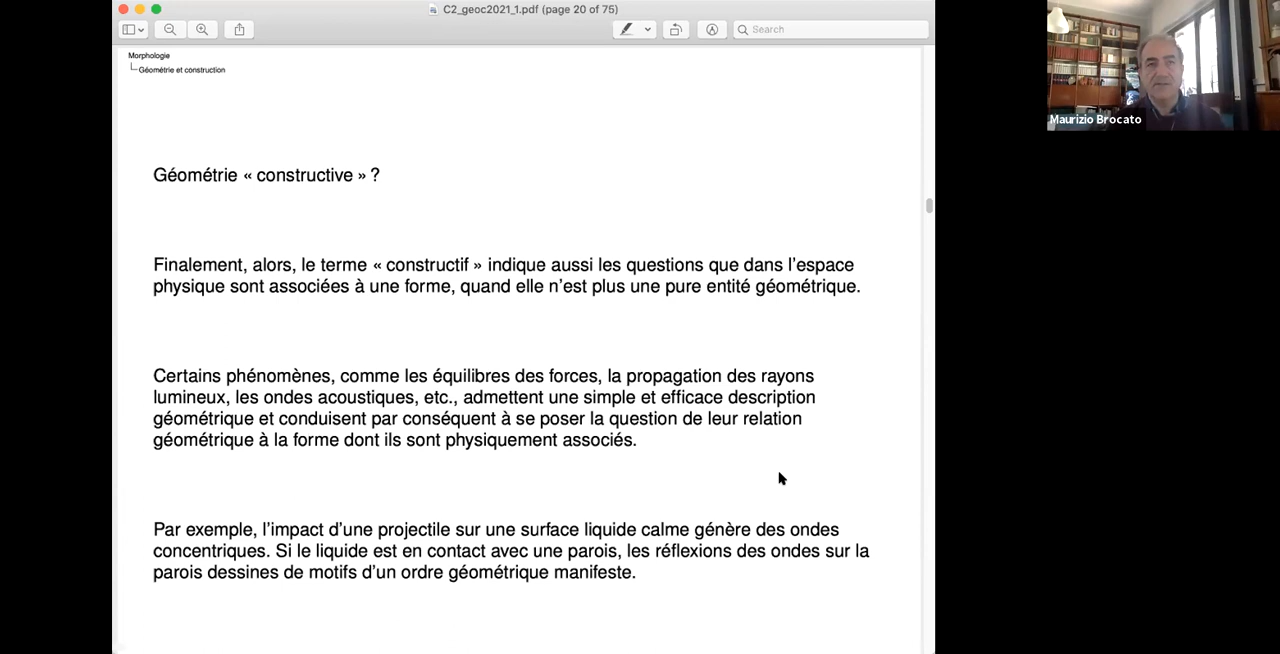 C2_geoc2021_1.pdf (page 20 of 75)
Search
Morphologie
Géométrie et construction
Maurizio Brocato
Géométrie « constructive » ?
Finalement, alors, le terme « constructif » indique aussi les questions que dans l'espace
physique sont associées à une forme, quand elle n'est plus une pure entité géométrique.
Certains phénomènes, comme les équilibres des forces, la propagation des rayons
lumineux, les ondes acoustiques, etc., admettent une simple et efficace description
géométrique et conduisent par conséquent à se poser la question de leur relation
géométrique à la forme dont ils sont physiquement associés.
Par exemple, l'impact d'une projectile sur une surface liquide calme génère des ondes
concentriques. Si le liquide est en contact avec une parois, les réflexions des ondes sur la
parois dessines de motifs d'un ordre géométrique manifeste.